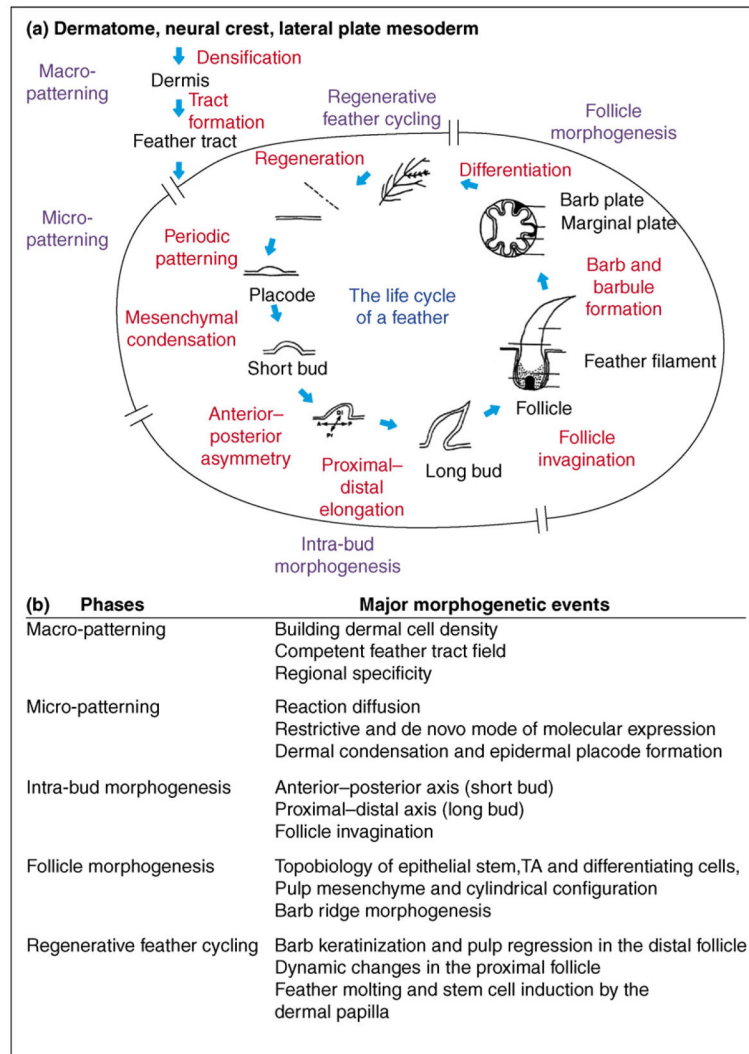 (a) Dermatome, neural crest, lateral plate mesoderm
Macro-
patterning
Densification
Dermis
Tract
formation
Feather tract
Regenerative
feather cycling
Follicle
morphogenesis
Regeneration
Differentiation
Barb plate
Marginal plate
Micro-
patterning
Periodic
patterning
Placode
The life cycle
of a feather
Barb and
barbule
formation
Mesenchymal
condensation
Short bud
Feather filament
Follicle
Anterior–
posterior
asymmetry
A
P
Pr
Proximal–
distal
elongation
Long bud
Follicle
invagination
Intra-bud
morphogenesis
(b) Phases Major morphogenetic events
Macro-patterning Building dermal cell density
Competent feather tract field
Regional specificity
Micro-patterning Reaction diffusion
Restrictive and de novo mode of molecular expression
Dermal condensation and epidermal placode formation
Intra-bud morphogenesis Anterior–posterior axis (short bud)
Proximal–distal axis (long bud)
Follicle invagination
Follicle morphogenesis Topobiology of epithelial stem,TA and differentiating cells,
Pulp mesenchyme and cylindrical configuration
Barb ridge morphogenesis
Regenerative feather cycling Barb keratinization and pulp regression in the distal follicle
Dynamic changes in the proximal follicle
Feather molting and stem cell induction by the
dermal papilla